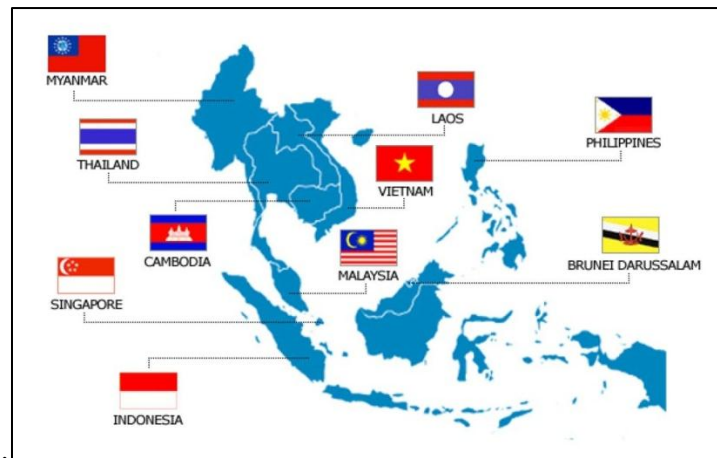 MYANMAR
LAOS
PHILIPPINES
THAILAND
VIETNAM
CAMBODIA
MALAYSIA
BRUNEI DARUSSALAM
SINGAPORE
INDONESIA